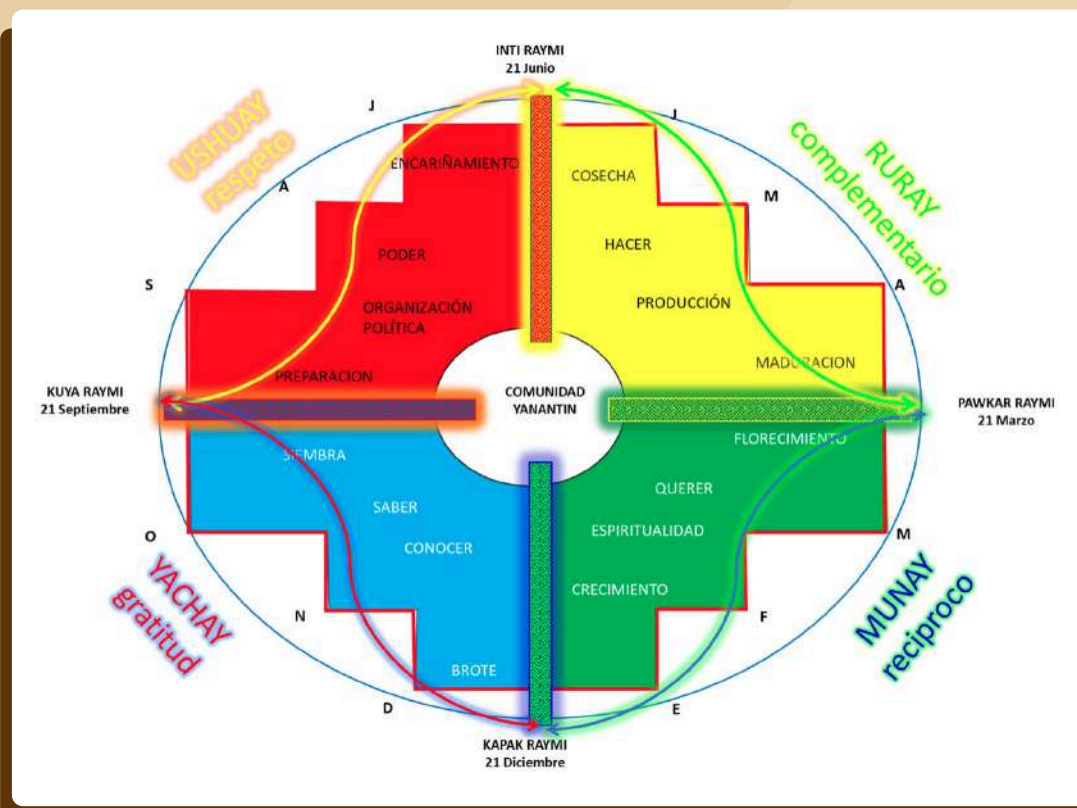 INTI RAYMI
21 Junio
J
J
USHUAY
respeto
RURAY
complementario
ENCARIÑAMIENTO
COSECHA
A
M
PODER
HACER
S
A
ORGANIZACIÓN
POLÍTICA
PRODUCCIÓN
PREPARACION
MADURACION
KUYA RAYMI
21 Septiembre
COMUNIDAD
YANANTIN
PAWKAR RAYMI
21 Marzo
SIEMBRA
FLORECIMIENTO
SABER
QUERER
CONOCER
ESPIRITUALIDAD
O
M
YACHAY
gratitud
MUNAY
reciproco
CRECIMIENTO
N
F
BROTE
D
E
KAPAK RAYMI
21 Diciembre